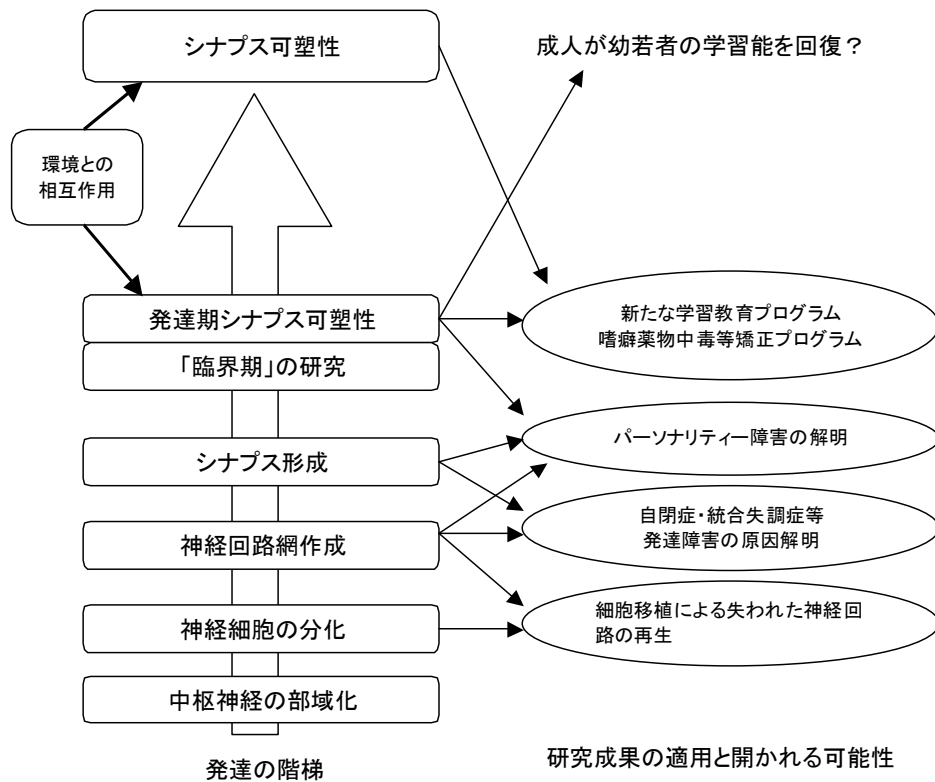 シナプス可塑性
成人が幼若者の学習能を回復？
環境との
相互作用
発達期シナプス可塑性
「臨界期」の研究
新たな学習教育プログラム
嗜癖薬物中毒等矯正プログラム
シナプス形成
パーソナリティー障害の解明
神経回路網作成
自閉症・統合失調症等
発達障害の原因解明
神経細胞の分化
細胞移植による失われた神経回
路の再生
中枢神経の部域化
発達の階梯
研究成果の適用と開かれる可能性